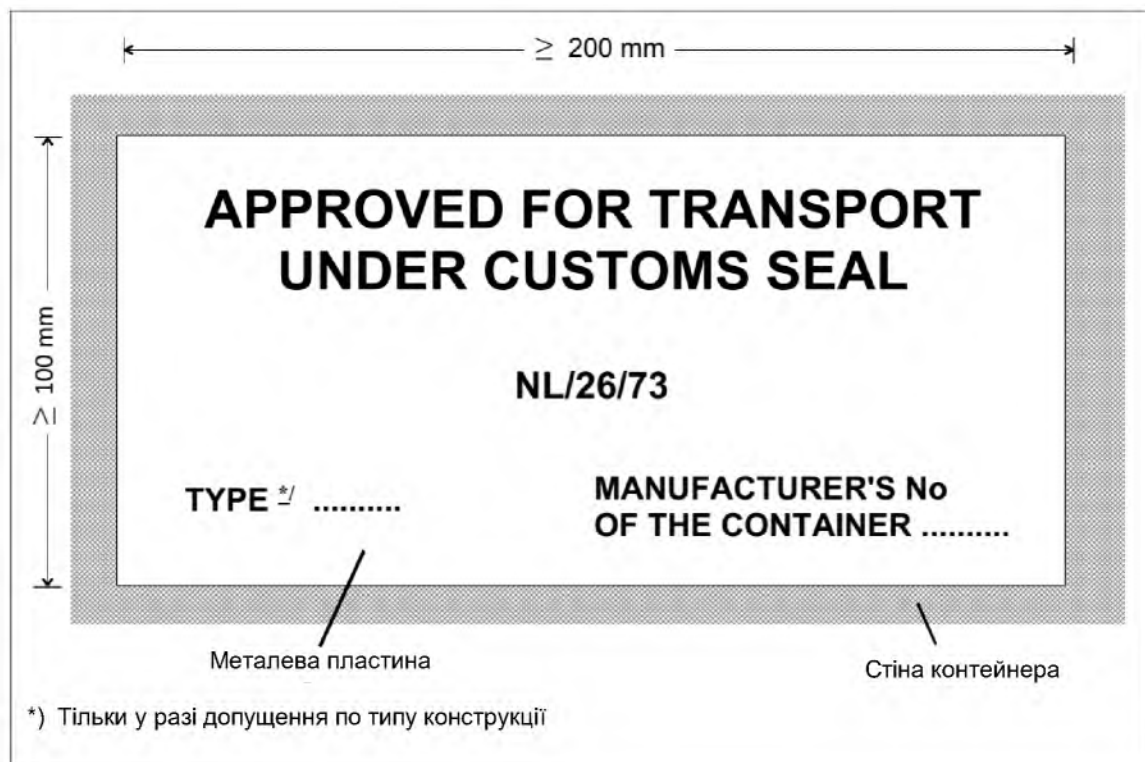 ≥ 200 mm
≥ 100 mm
APPROVED FOR TRANSPORT
UNDER CUSTOMS SEAL
NL/26/73
TYPE */ ..........
MANUFACTURER'S No
OF THE CONTAINER ..........
Металева пластина
Стіна контейнера
*) Тільки у разі допущення по типу конструкції